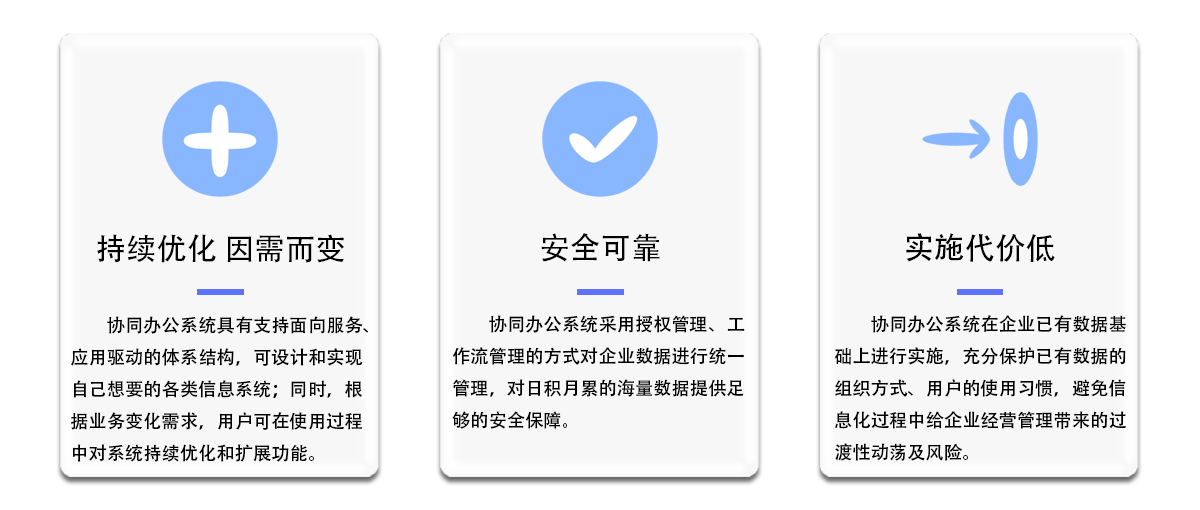 持续优化 因需而变
协同办公系统具有支持面向服务、
应用驱动的体系结构，可设计和实现
自己想要的各类信息系统；同时，根
据业务变化需求，用户可在使用过程
中对系统持续优化和扩展功能。
安全可靠
协同办公系统采用授权管理、工
作流管理的方式对企业数据进行统一
管理，对日积月累的海量数据提供足
够的安全保障。
实施代价低
协同办公系统在企业已有数据基
础上进行实施，充分保护已有数据的
组织方式、用户的使用习惯，避免信
息化过程中给企业经营管理带来的过
渡性动荡及风险。